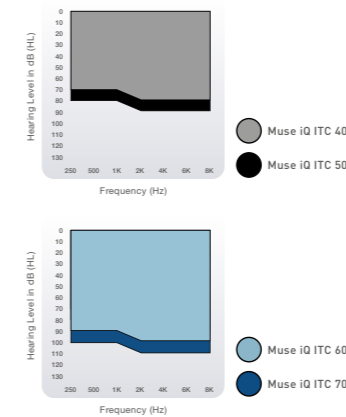 0
10
20
30
40
50
60
70
80
90
100
110
120
130
Hearing Level in dB (HL)
250 500 1K 2K 4K 6K 8K
Frequency (Hz)
Muse iQ ITC 40
Muse iQ ITC 50
0
10
20
30
40
50
60
70
80
90
100
110
120
130
Hearing Level in dB (HL)
250 500 1K 2K 4K 6K 8K
Frequency (Hz)
Muse iQ ITC 60
Muse iQ ITC 70